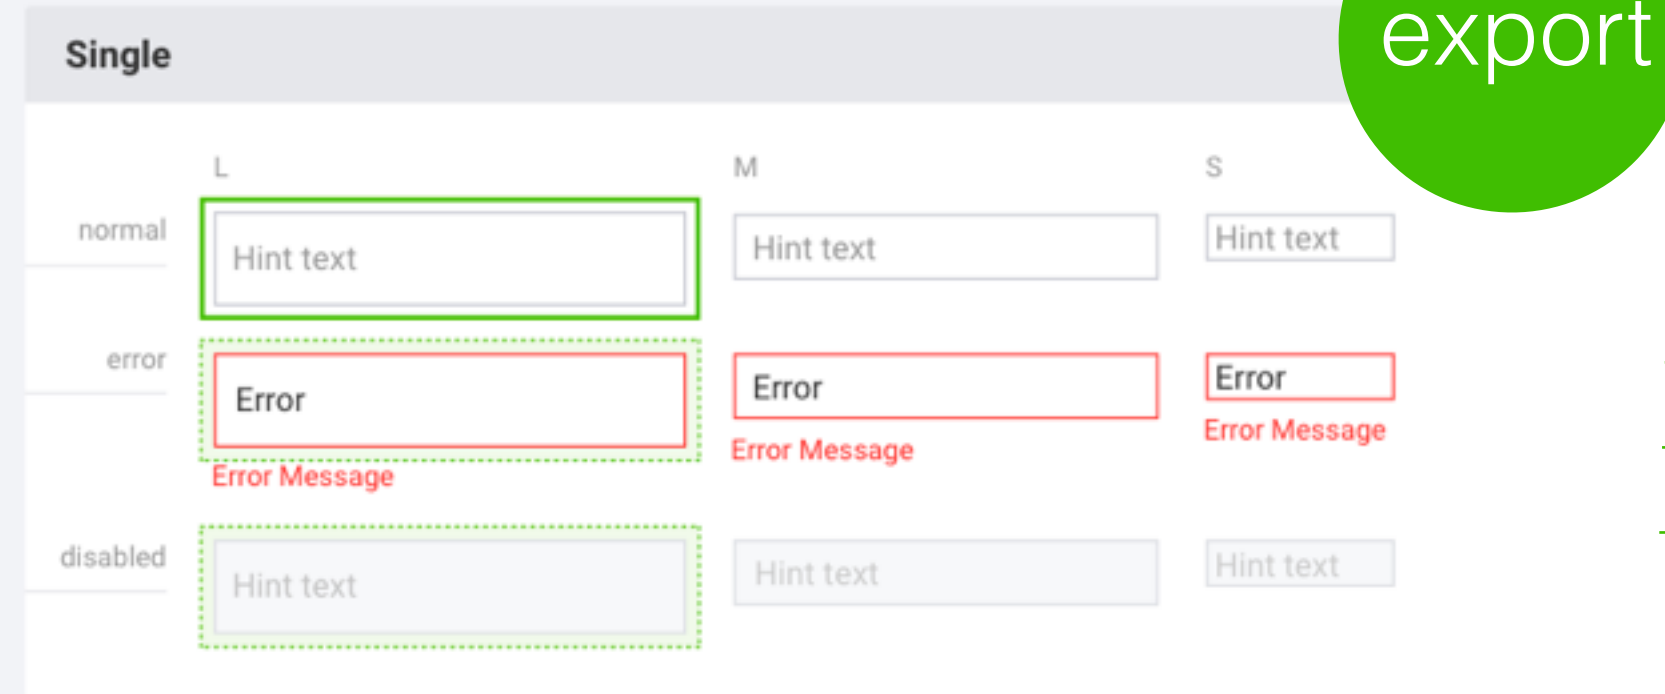 Single
export
L
M
S
normal
Hint text
Hint text
Hint text
error
Error
Error
Error
Error Message
Error Message
Error Message
disabled
Hint text
Hint text
Hint text